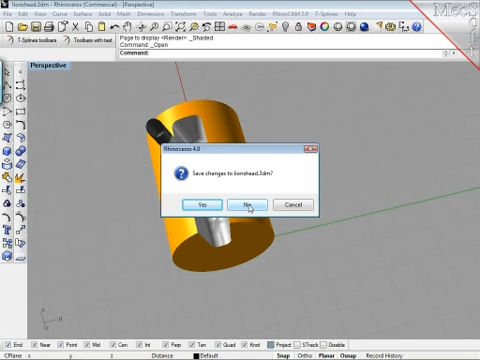 lionshead.3dm - Rhinoceros (Commercial) - [Perspective]
File Edit View Curve Surface Solid Mesh Dimension Transform Tools Analyze Render RhinoCAM 2.0 T-Splines Help
T-Splines toolbars
Toolbars with text
Page to display <Render>: _Shaded
Command: _Open
Command:
Perspective
Rhinoceros 4.0
Save changes to lionshead.3dm?
Yes
No
Cancel
End Near Point Mid Cen Int Perp Tan Quad Knot Project STrack Disable
CPlane x y z Default Snap Ortho Planar Osnap Record History